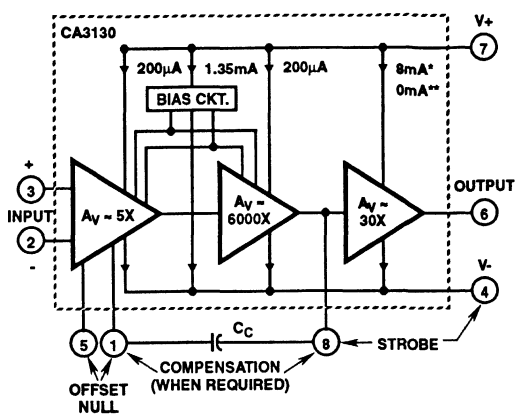 CA3130
V+
7
200µA
1.35mA
200µA
8mA*
0mA**
BIAS CKT.
+
3
INPUT
2
-
AV ~ 5X
AV ~
6000X
AV ~
30X
OUTPUT
6
V-
4
CC
5
1
8
STROBE
COMPENSATION
(WHEN REQUIRED)
OFFSET
NULL